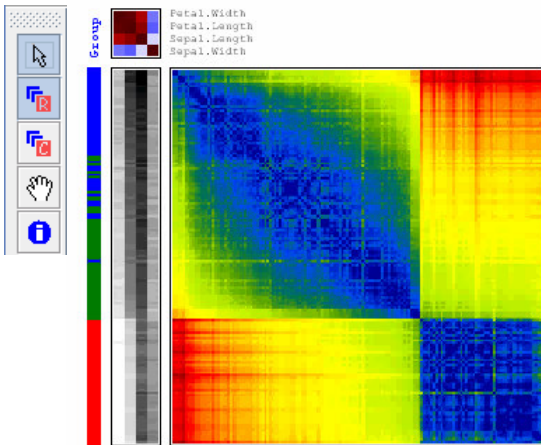 Petal.Width
Petal.Length
Sepal.Length
Sepal.Width
Group
R
C
i